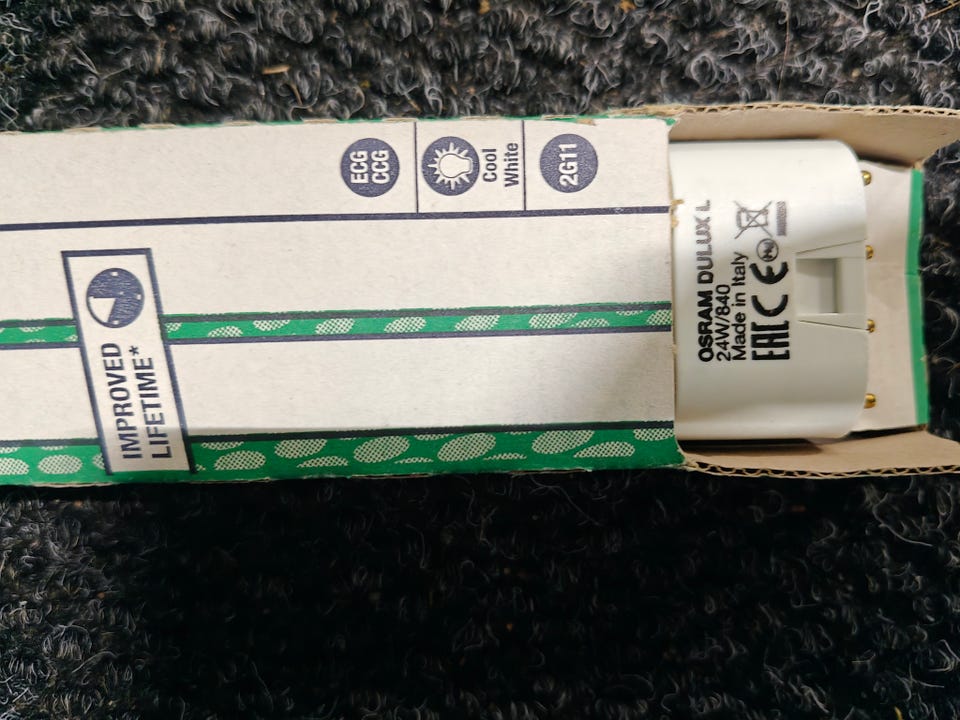 ECG
CCG
Cool
White
2G11
IMPROVED
LIFETIME*
OSRAM DULUX L
24W/840
Made in Italy
EAC CE